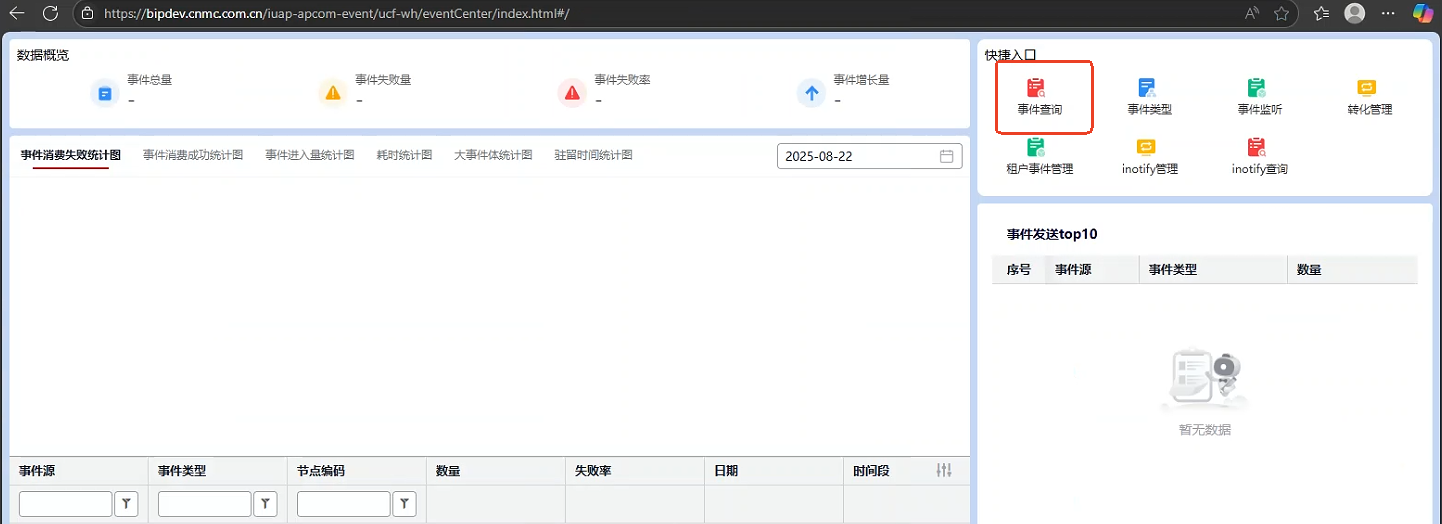 https://bipdev.cnmc.com.cn/iuap-apcom-event/ucf-wh/eventCenter/index.html#/
数据概览
事件总量
-
事件失败量
-
事件失败率
-
事件增长量
-
快捷入口
事件查询
事件类型
事件监听
转化管理
租户事件管理
inotify管理
inotify查询
事件消费失败统计图 事件消费成功统计图 事件进入量统计图 耗时统计图 大事件体统计图 驻留时间统计图 2025-08-22
事件发送top10
序号 事件源 事件类型 数量
暂无数据
事件源 事件类型 节点编码 数量 失败率 日期 时间段